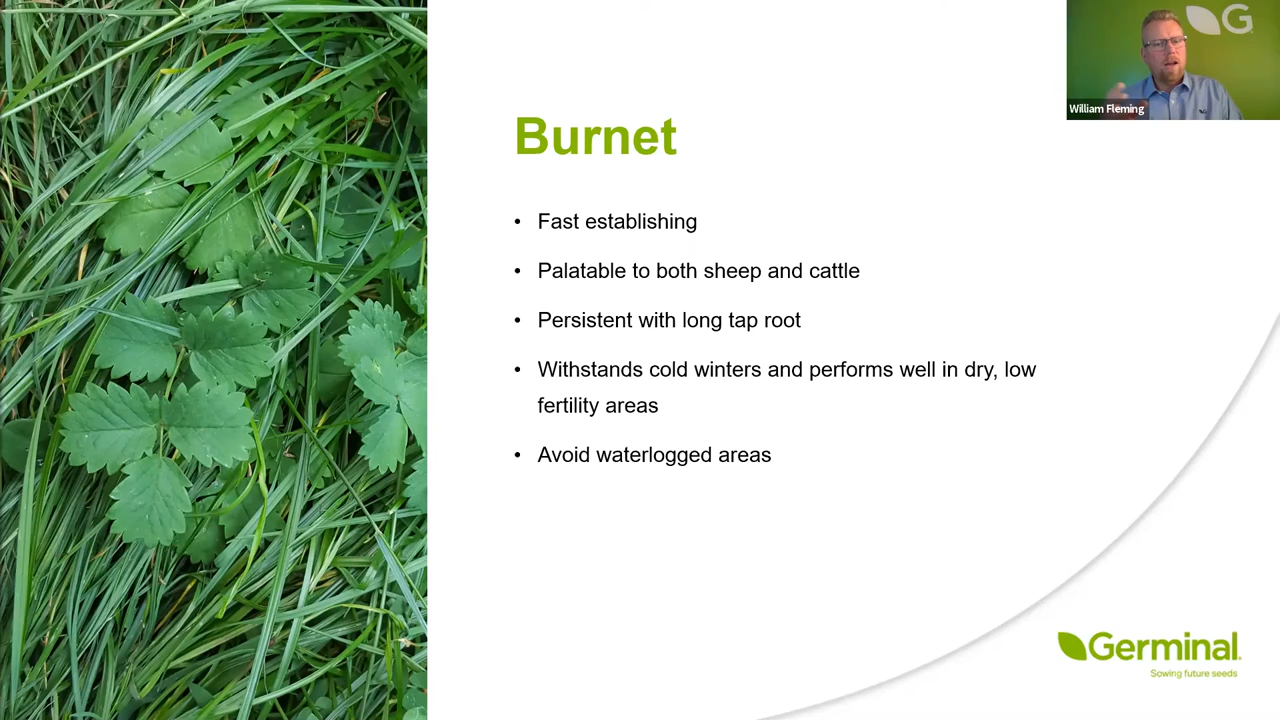 G
William Fleming
Burnet
• Fast establishing
• Palatable to both sheep and cattle
• Persistent with long tap root
• Withstands cold winters and performs well in dry, low
fertility areas
• Avoid waterlogged areas
Germinal
Sowing future seeds